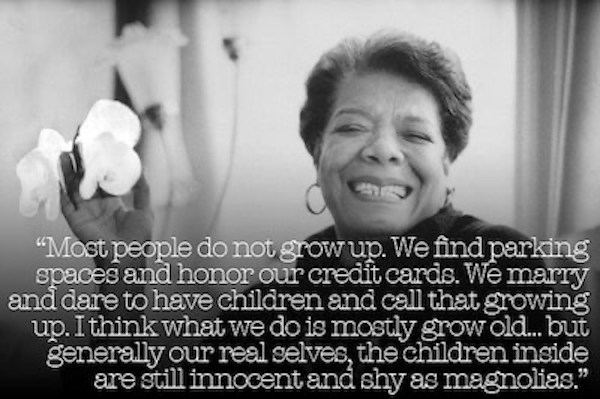 “Most people do not grow up. We find parking
spaces and honor our credit cards. We marry
and dare to have children and call that growing
up. I think what we do is mostly grow old... but
generally our real selves, the children inside
are still innocent and shy as magnolias.”